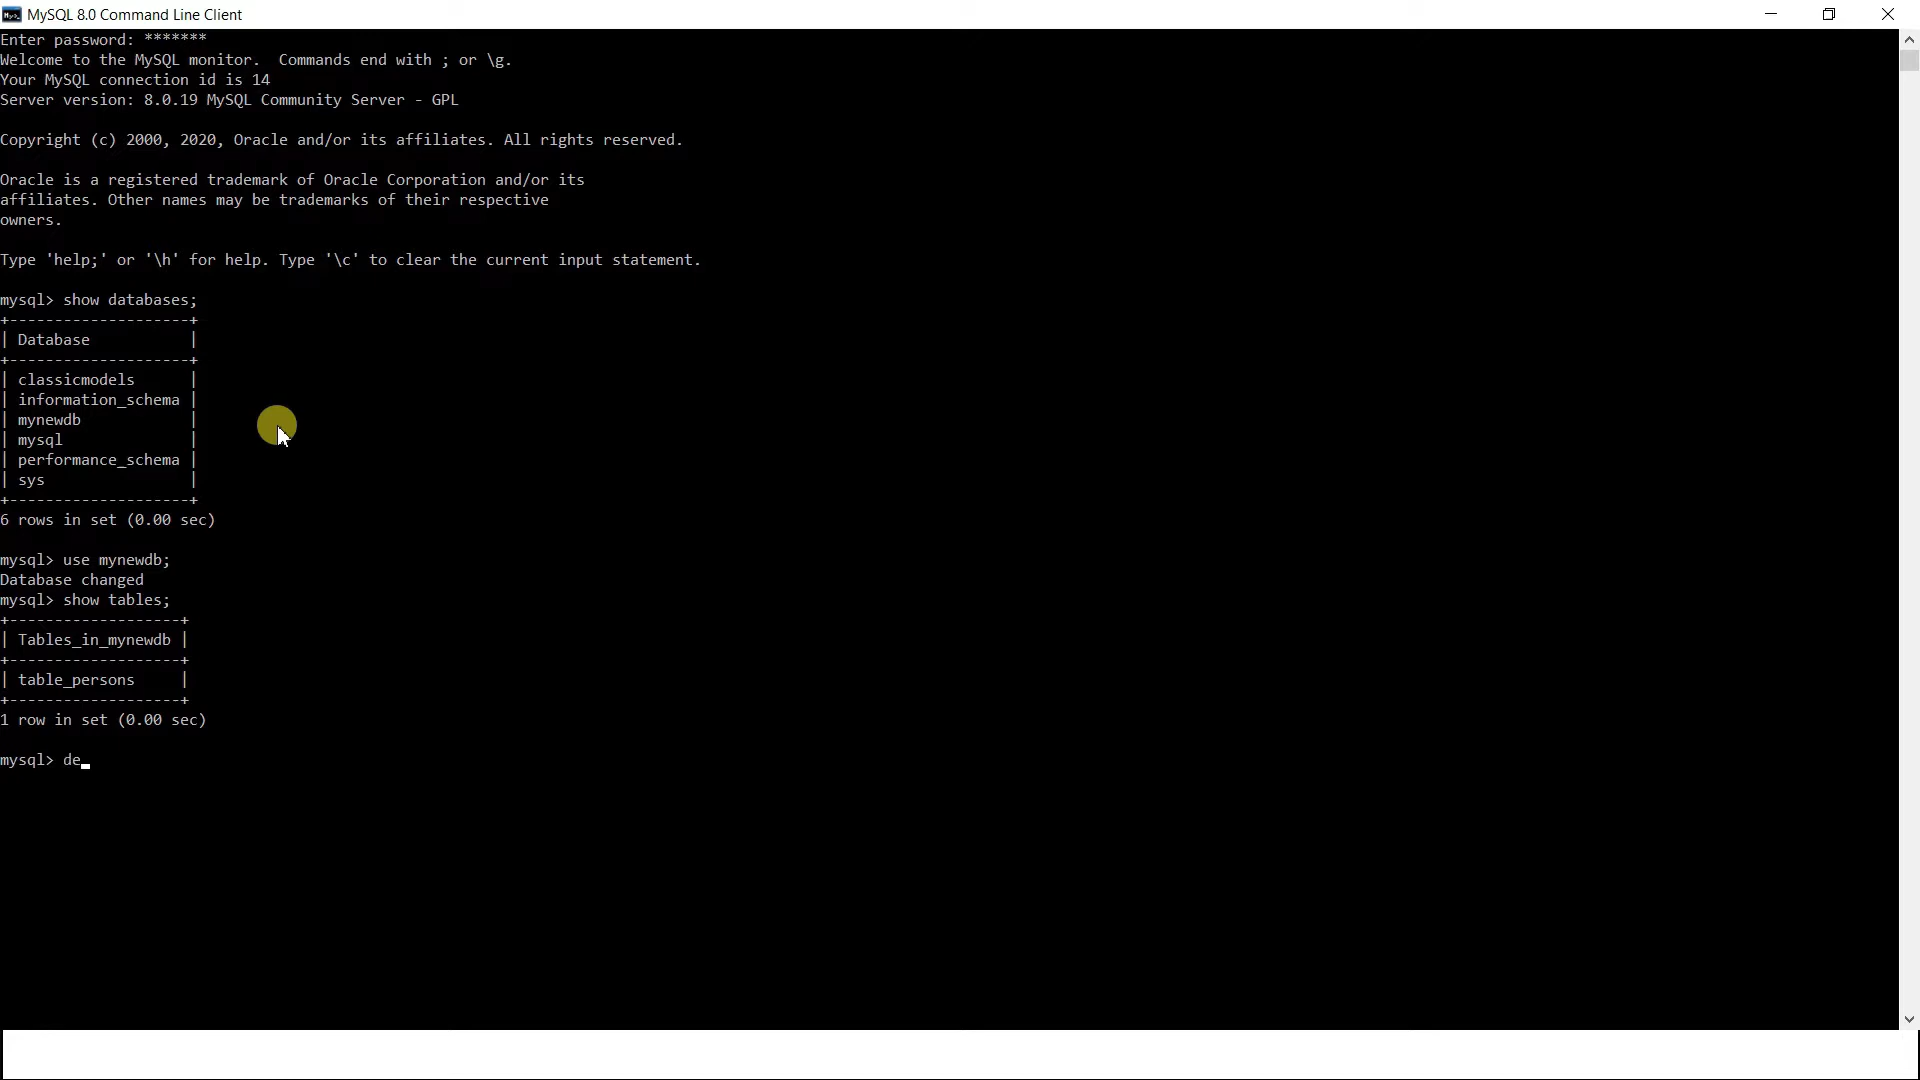 MySQL 8.0 Command Line Client
Enter password: *******
Welcome to the MySQL monitor.  Commands end with ; or \g.
Your MySQL connection id is 14
Server version: 8.0.19 MySQL Community Server - GPL
Copyright (c) 2000, 2020, Oracle and/or its affiliates. All rights reserved.
Oracle is a registered trademark of Oracle Corporation and/or its
affiliates. Other names may be trademarks of their respective
owners.
Type 'help;' or '\h' for help. Type '\c' to clear the current input statement.
mysql> show databases;
+--------------------+
| Database           |
+--------------------+
| classicmodels      |
| information_schema |
| mynewdb            |
| mysql              |
| performance_schema |
| sys                |
+--------------------+
6 rows in set (0.00 sec)
mysql> use mynewdb;
Database changed
mysql> show tables;
+-------------------+
| Tables_in_mynewdb |
+-------------------+
| table_persons     |
+-------------------+
1 row in set (0.00 sec)
mysql> de